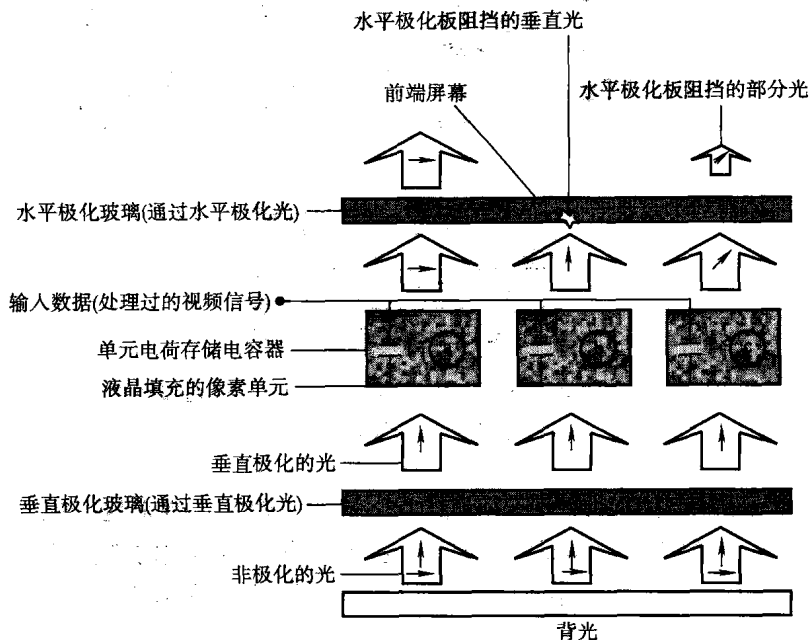 水平极化板阻挡的垂直光
前端屏幕
水平极化板阻挡的部分光
水平极化玻璃(通过水平极化光)
输入数据(处理过的视频信号)
单元电荷存储电容器
液晶填充的像素单元
垂直极化的光
垂直极化玻璃(通过垂直极化光)
非极化的光
背光